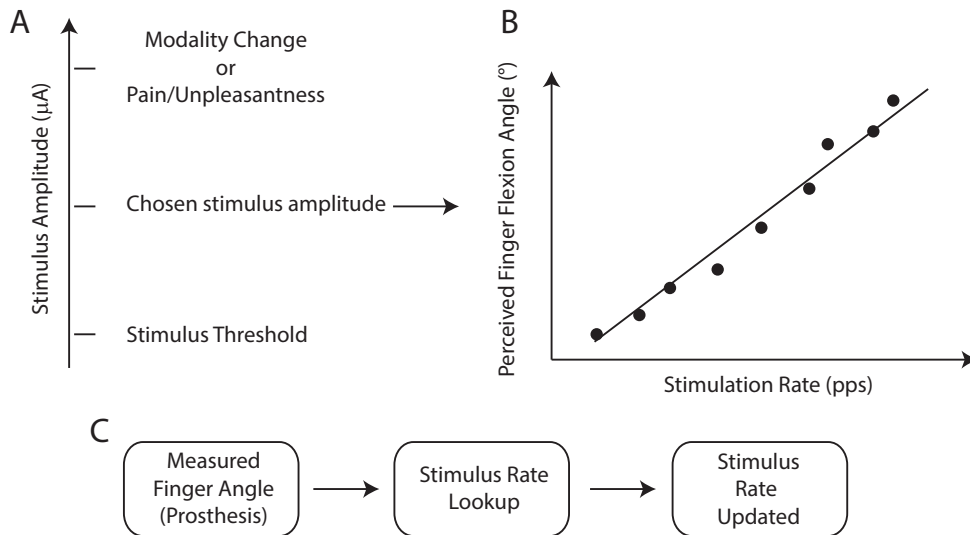 A
Stimulus Amplitude (μA)
Modality Change
or
Pain/Unpleasantness
Chosen stimulus amplitude
Stimulus Threshold
B
Perceived Finger Flexion Angle (°)
Stimulation Rate (pps)
C
Measured
Finger Angle
(Prosthesis)
Stimulus Rate
Lookup
Stimulus
Rate
Updated